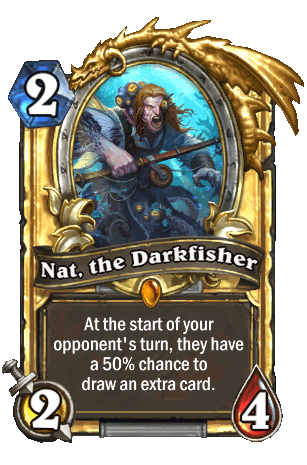 2
Nat, the Darkfisher
At the start of your
opponent's turn, they have
a 50% chance to
draw an extra card.
2
4